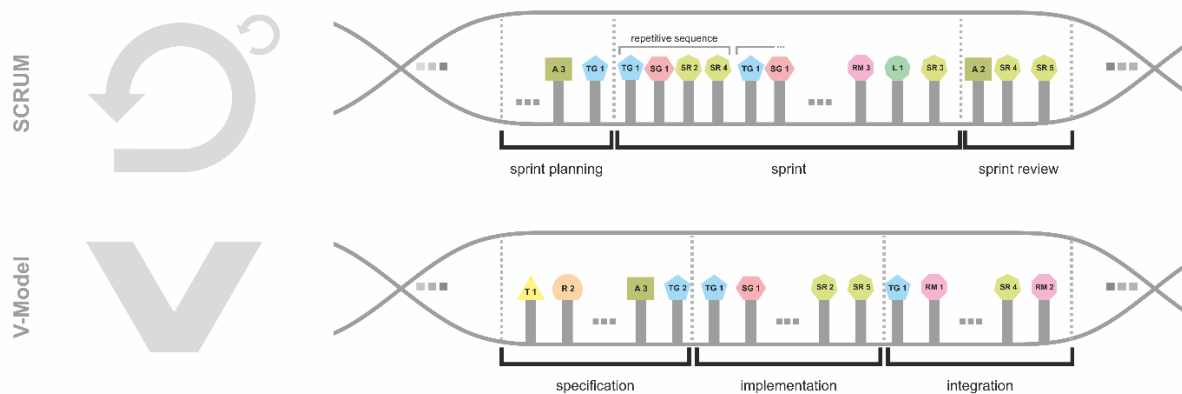 SCRUM
repetitive sequence
...
A 3
TG 1
TG 1
SG 1
SR 2
SR 4
TG 1
SG 1
RM 3
L 1
SR 3
A 2
SR 4
SR 5
sprint planning
sprint
sprint review
V-Model
T 1
R 2
A 3
TG 2
TG 1
SG 1
SR 2
SR 5
TG 1
RM 1
SR 4
RM 2
specification
implementation
integration